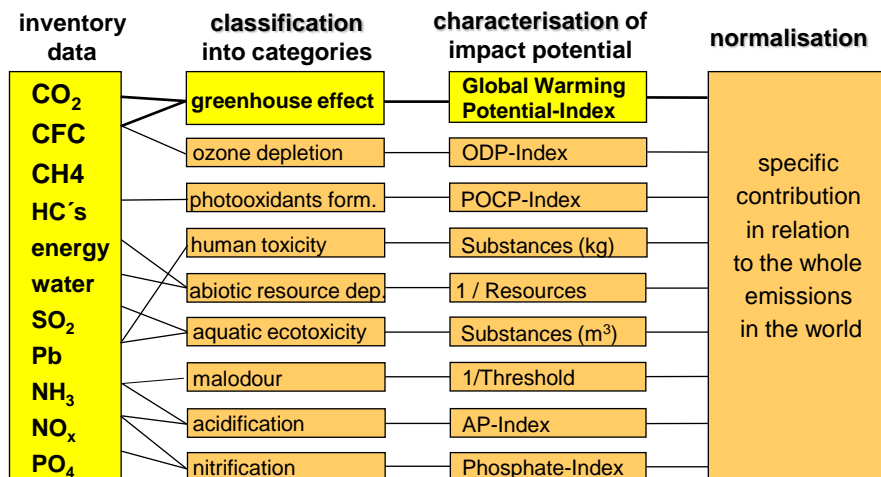 inventory
data
classification
into categories
characterisation of
impact potential
normalisation
CO₂
CFC
CH4
HC´s
energy
water
SO₂
Pb
NH₃
NOₓ
PO₄
greenhouse effect
ozone depletion
photooxidants form.
human toxicity
abiotic resource dep.
aquatic ecotoxicity
malodour
acidification
nitrification
Global Warming
Potential-Index
ODP-Index
POCP-Index
Substances (kg)
1 / Resources
Substances (m³)
1/Threshold
AP-Index
Phosphate-Index
specific
contribution
in relation
to the whole
emissions
in the world